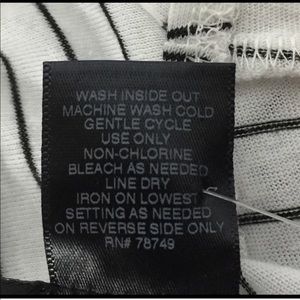 WASH INSIDE OUT
MACHINE WASH COLD
GENTLE CYCLE
USE ONLY
NON-CHLORINE
BLEACH AS NEEDED
LINE DRY
IRON ON LOWEST
SETTING AS NEEDED
ON REVERSE SIDE ONLY
RN# 78749